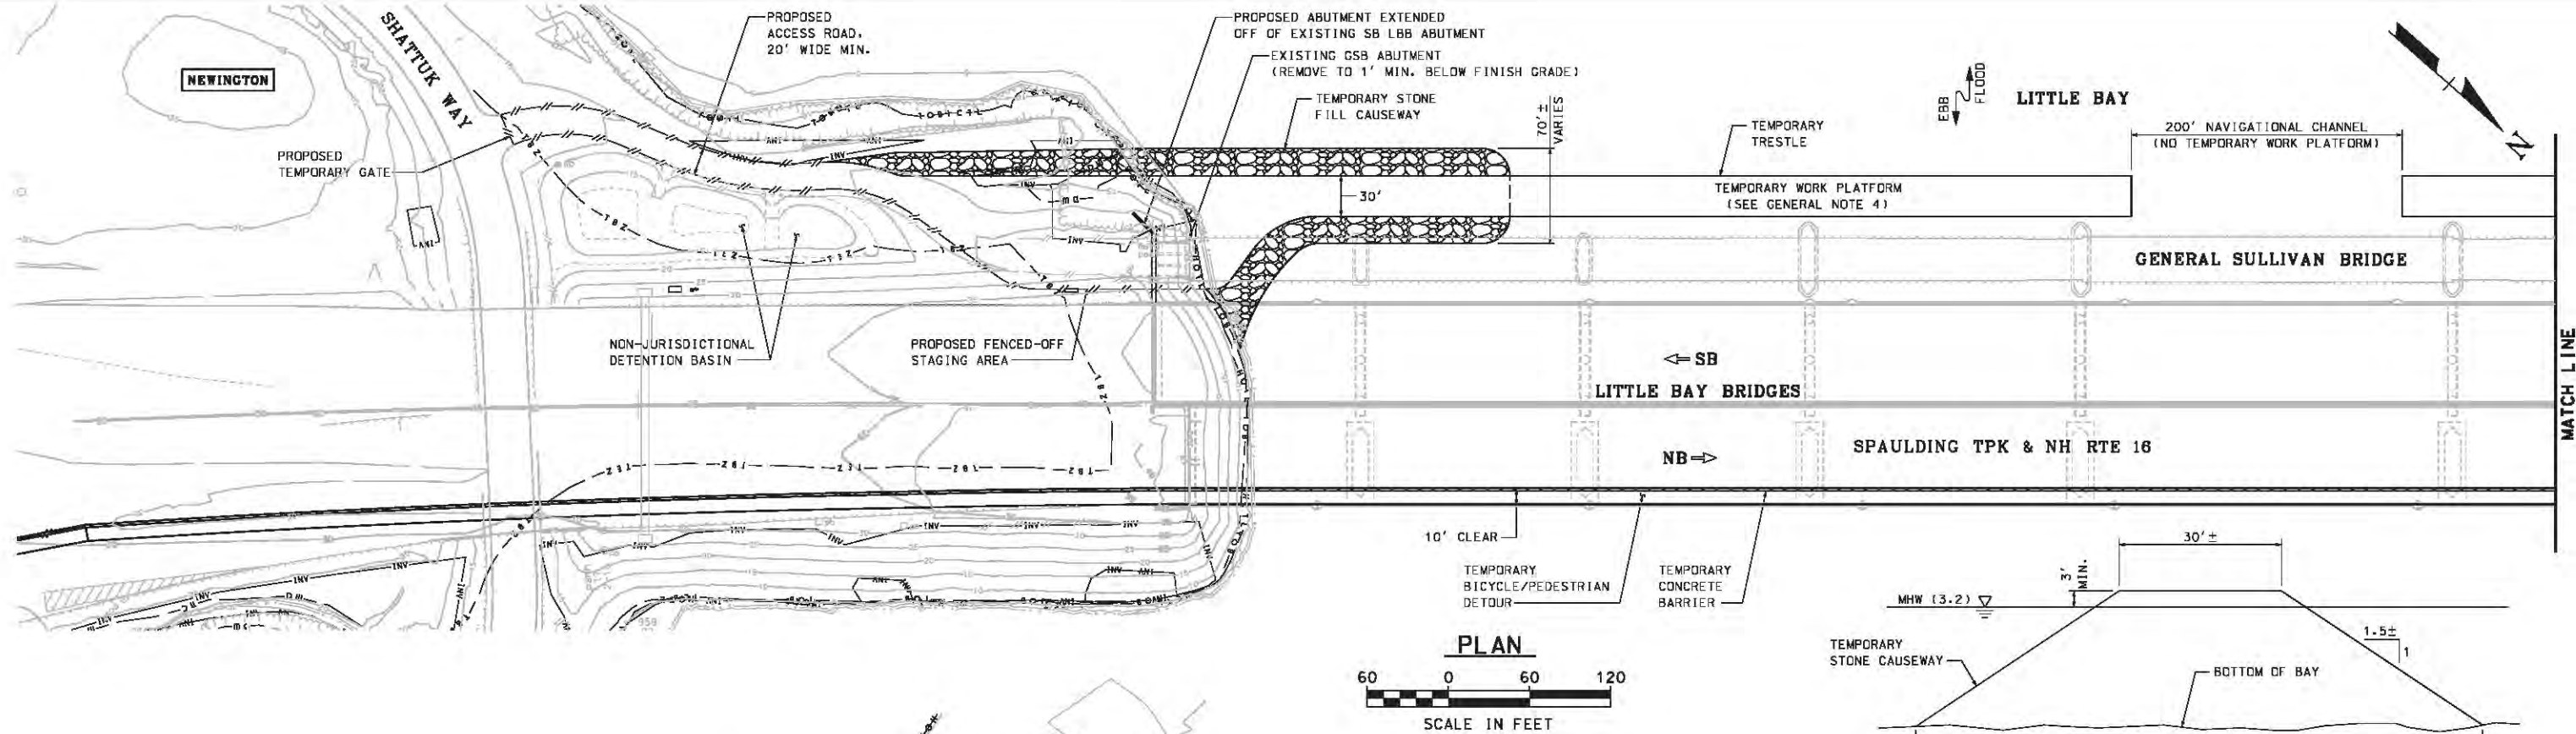 PROPOSED
ACCESS ROAD,
20' WIDE MIN.
PROPOSED ABUTMENT EXTENDED
OFF OF EXISTING SB LBB ABUTMENT
EXISTING GSB ABUTMENT
(REMOVE TO 1' MIN. BELOW FINISH GRADE)
TEMPORARY STONE
FILL CAUSEWAY
70' ±
VARIES
EBB
FLOOD
LITTLE BAY
NEWINGTON
SHATTUK WAY
PROPOSED
TEMPORARY GATE
TEMPORARY
TRESTLE
200' NAVIGATIONAL CHANNEL
(NO TEMPORARY WORK PLATFORM)
N
30'
TEMPORARY WORK PLATFORM
(SEE GENERAL NOTE 4)
GENERAL SULLIVAN BRIDGE
NON-JURISDICTIONAL
DETENTION BASIN
PROPOSED FENCED-OFF
STAGING AREA
SB
LITTLE BAY BRIDGES
NB
SPAULDING TPK & NH RTE 16
MATCH LINE
10' CLEAR
TEMPORARY
BICYCLE/PEDESTRIAN
DETOUR
TEMPORARY
CONCRETE
BARRIER
PLAN
60 0 60 120
SCALE IN FEET
30' ±
3'
MIN.
MHW (3.2)
1.5±
1
TEMPORARY
STONE CAUSEWAY
BOTTOM OF BAY